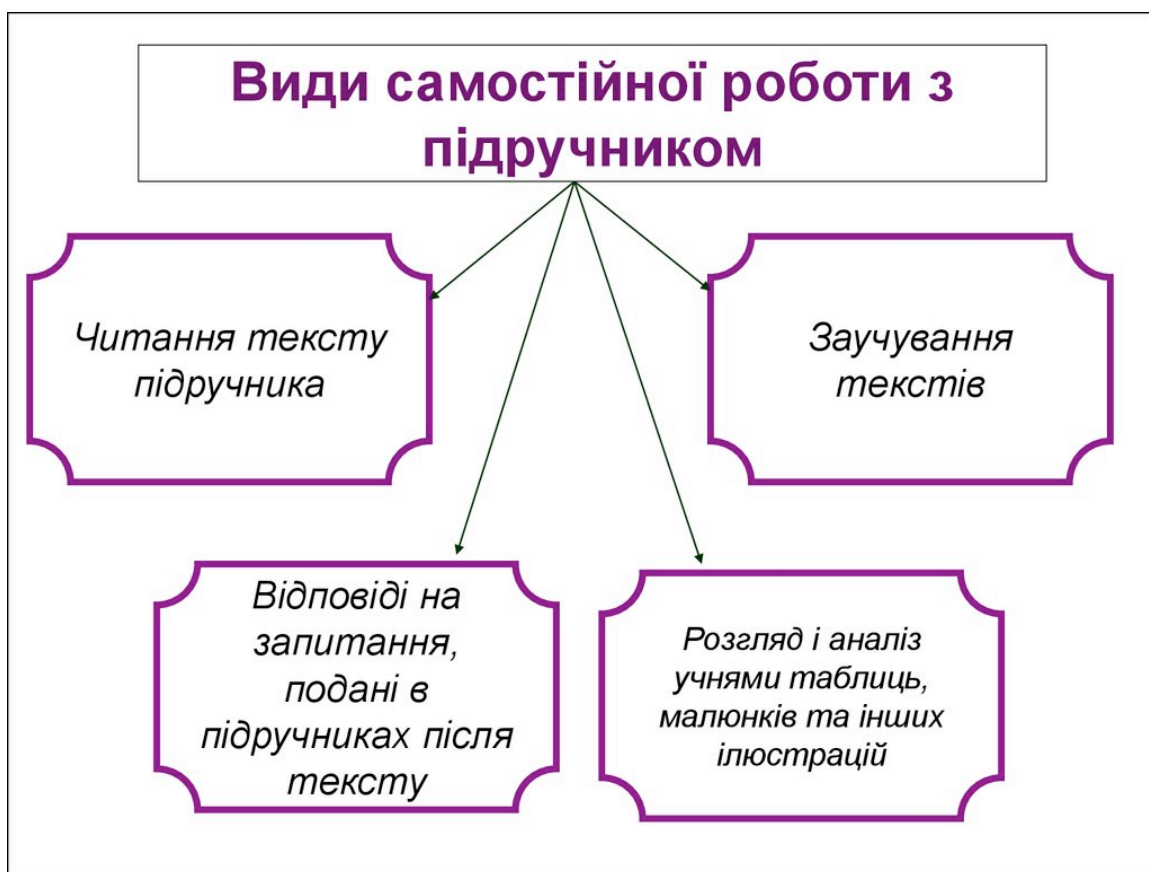 Види самостійної роботи з
підручником
Читання тексту
підручника
Заучування
текстів
Відповіді на
запитання,
подані в
підручниках після
тексту
Розгляд і аналіз
учнями таблиць,
малюнків та інших
ілюстрацій